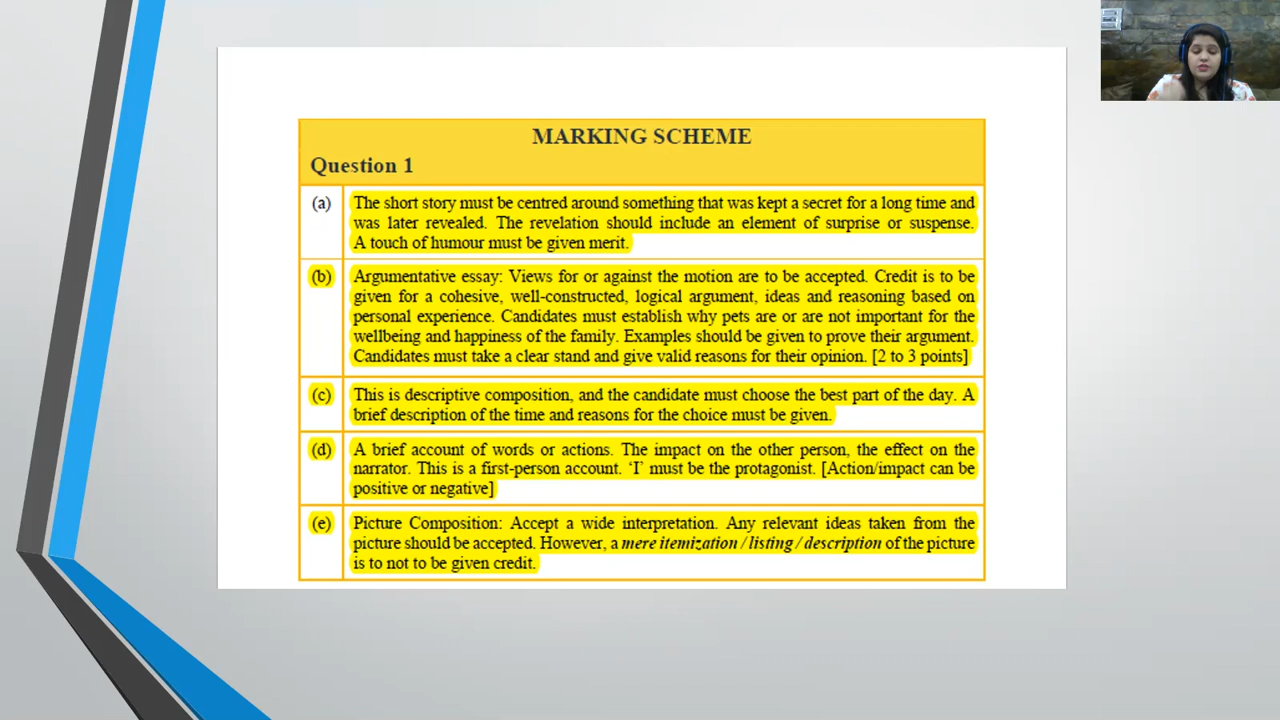 MARKING SCHEME
Question 1
(a) The short story must be centred around something that was kept a secret for a long time and
was later revealed. The revelation should include an element of surprise or suspense.
A touch of humour must be given merit.
(b) Argumentative essay: Views for or against the motion are to be accepted. Credit is to be
given for a cohesive, well-constructed, logical argument, ideas and reasoning based on
personal experience. Candidates must establish why pets are or are not important for the
wellbeing and happiness of the family. Examples should be given to prove their argument.
Candidates must take a clear stand and give valid reasons for their opinion. [2 to 3 points]
(c) This is descriptive composition, and the candidate must choose the best part of the day. A
brief description of the time and reasons for the choice must be given.
(d) A brief account of words or actions. The impact on the other person, the effect on the
narrator. This is a first-person account. ‘I’ must be the protagonist. [Action/impact can be
positive or negative]
(e) Picture Composition: Accept a wide interpretation. Any relevant ideas taken from the
picture should be accepted. However, a mere itemization / listing / description of the picture
is to not to be given credit.